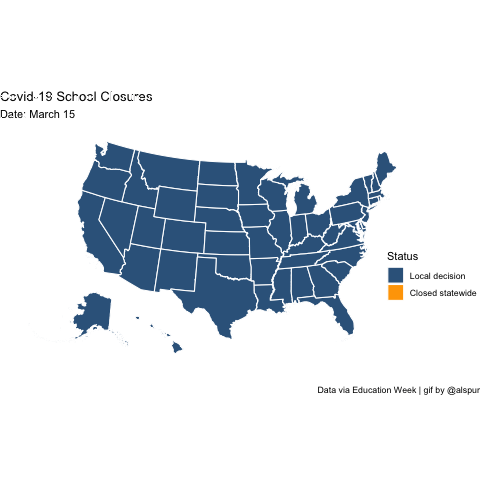 Covid-19 School Closures
Date: March 15
Status
Local decision
Closed statewide
Data via Education Week | gif by @alspur